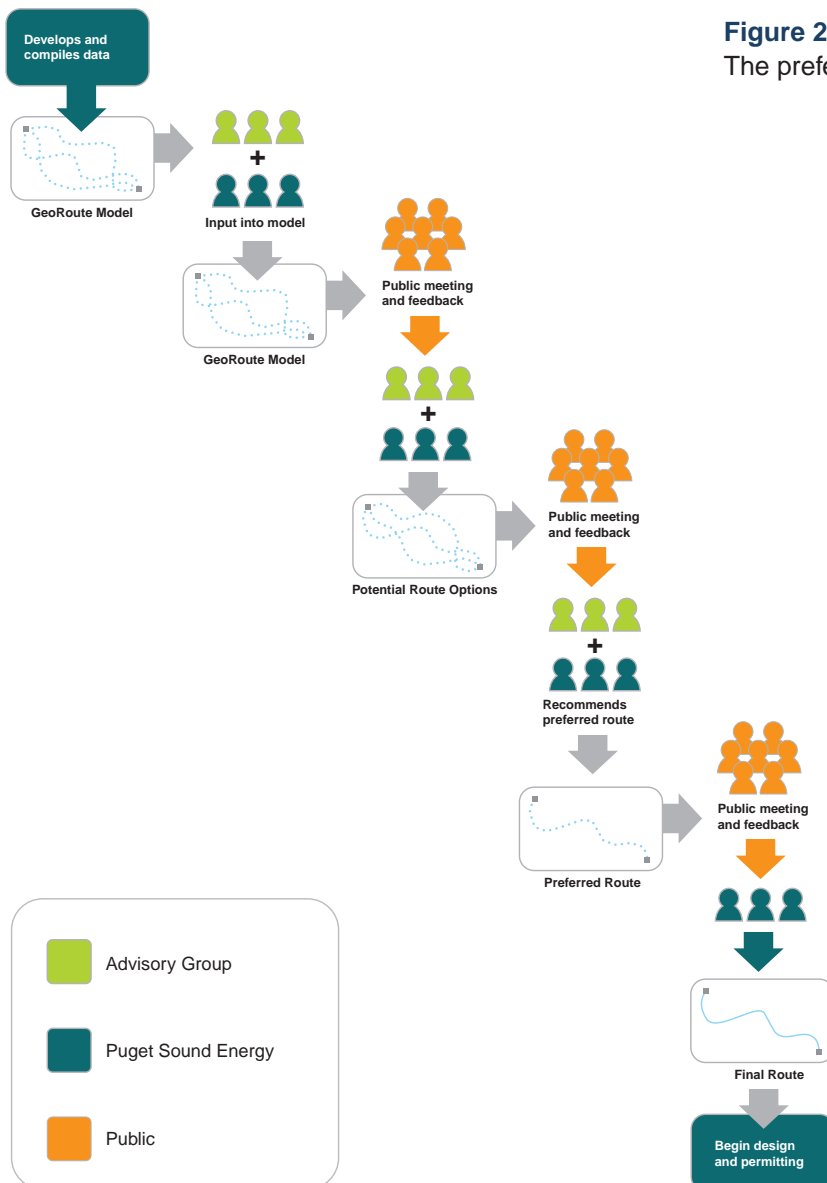 Develops and
compiles data
Figure 2
The prefe
GeoRoute Model
+
Input into model
GeoRoute Model
Public meeting
and feedback
+
Potential Route Options
Public meeting
and feedback
+
Recommends
preferred route
Preferred Route
Public meeting
and feedback
Final Route
Begin design
and permitting
Advisory Group
Puget Sound Energy
Public